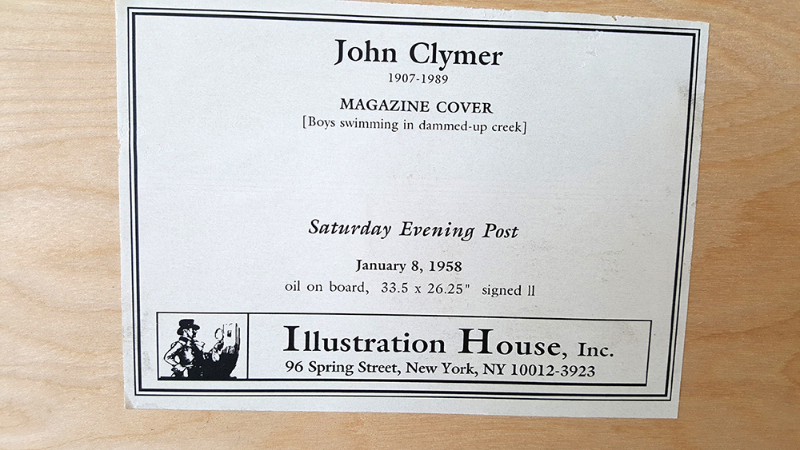 John Clymer
1907-1989
MAGAZINE COVER
[Boys swimming in dammed-up creek]
Saturday Evening Post
January 8, 1958
oil on board, 33.5 x 26.25" signed ll
Illustration House, Inc.
96 Spring Street, New York, NY 10012-3923